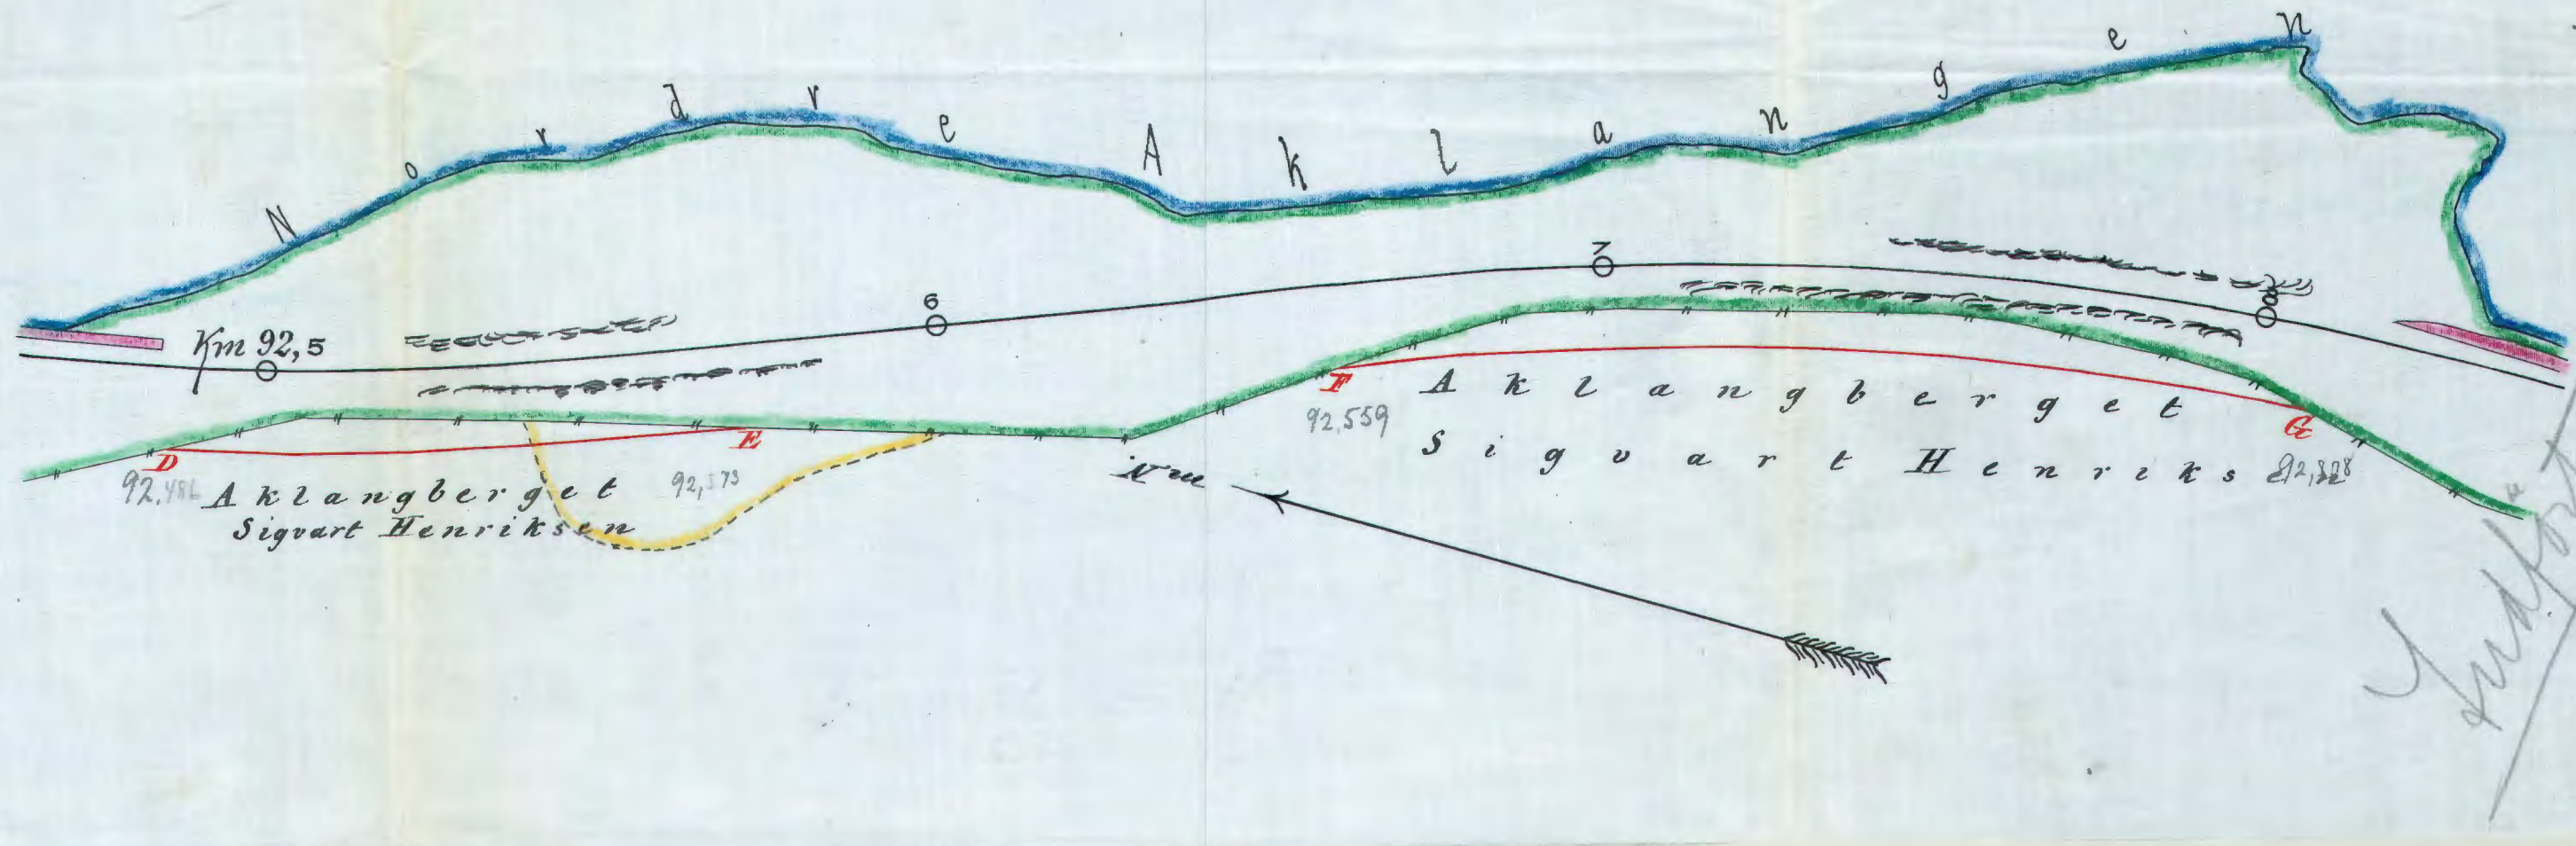 Nordre Aklangen
Km 92,5
6
7
8
D
E
F
G
92,486
92,573
92,559
Aklangberget
Sigvart Henriksen
Aklangberget
Sigvart Henriksen
N m